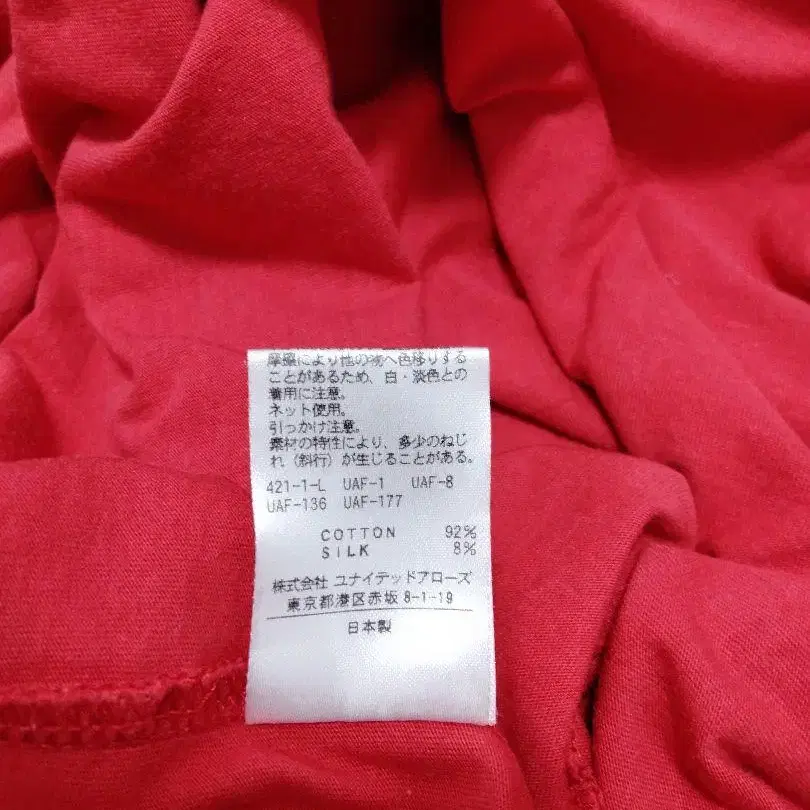 摩擦により他の物へ色移りする
ことがあるため、白・淡色との
着用に注意。
ネット使用。
引っかけ注意。
素材の特性により、多少のねじ
れ（斜行）が生じることがある。
421-1-L UAF-1 UAF-8
UAF-136 UAF-177
COTTON 92%
SILK 8%
株式会社 ユナイテッドアローズ
東京都港区赤坂 8-1-19
日本製